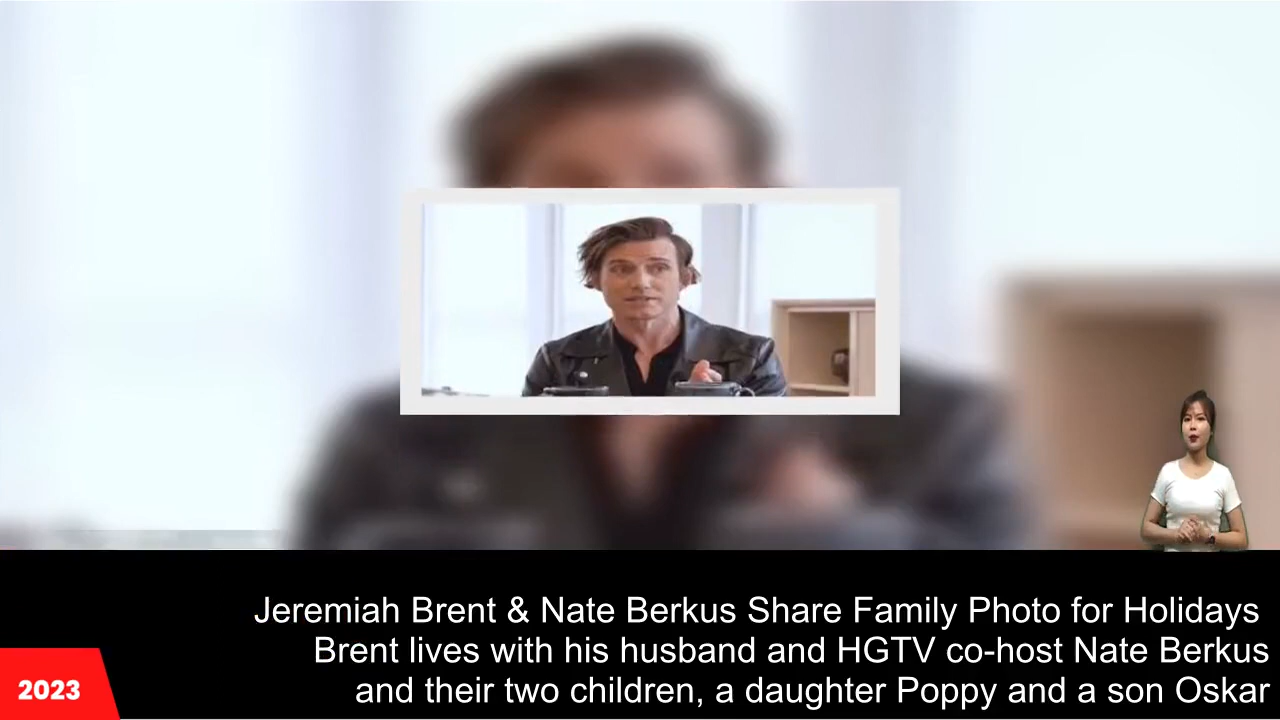 Jeremiah Brent & Nate Berkus Share Family Photo for Holidays
Brent lives with his husband and HGTV co-host Nate Berkus
and their two children, a daughter Poppy and a son Oskar
2023